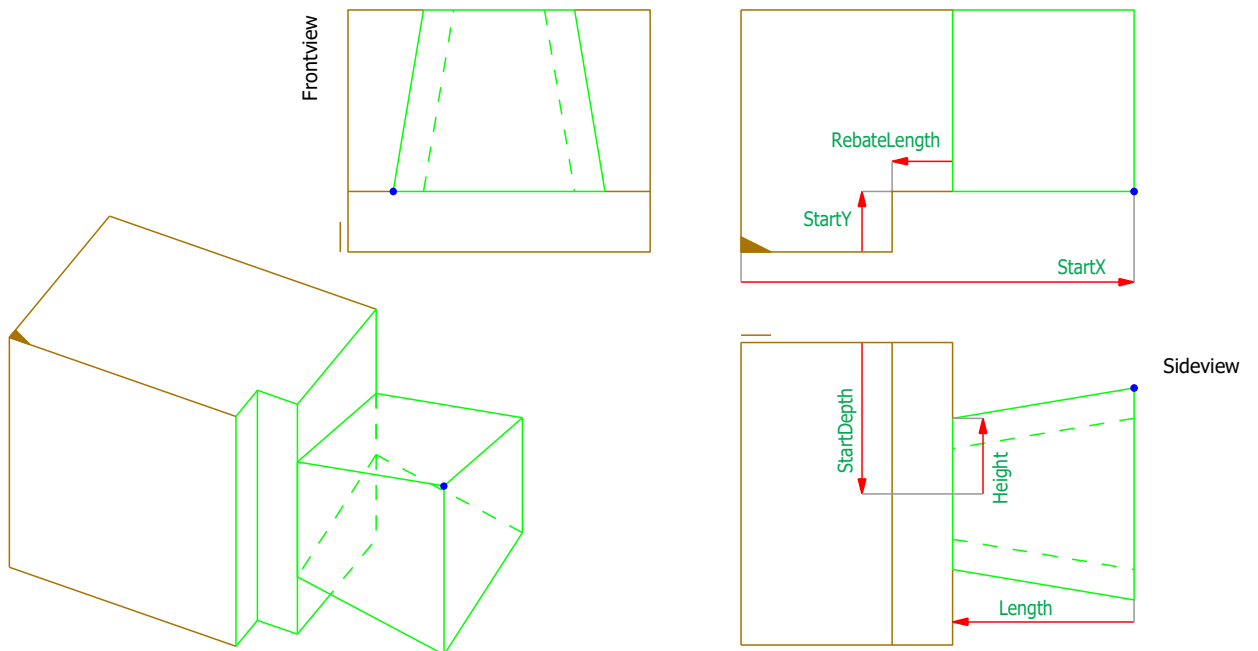 Frontview
RebateLength
StartY
StartX
Sideview
StartDepth
Height
Length